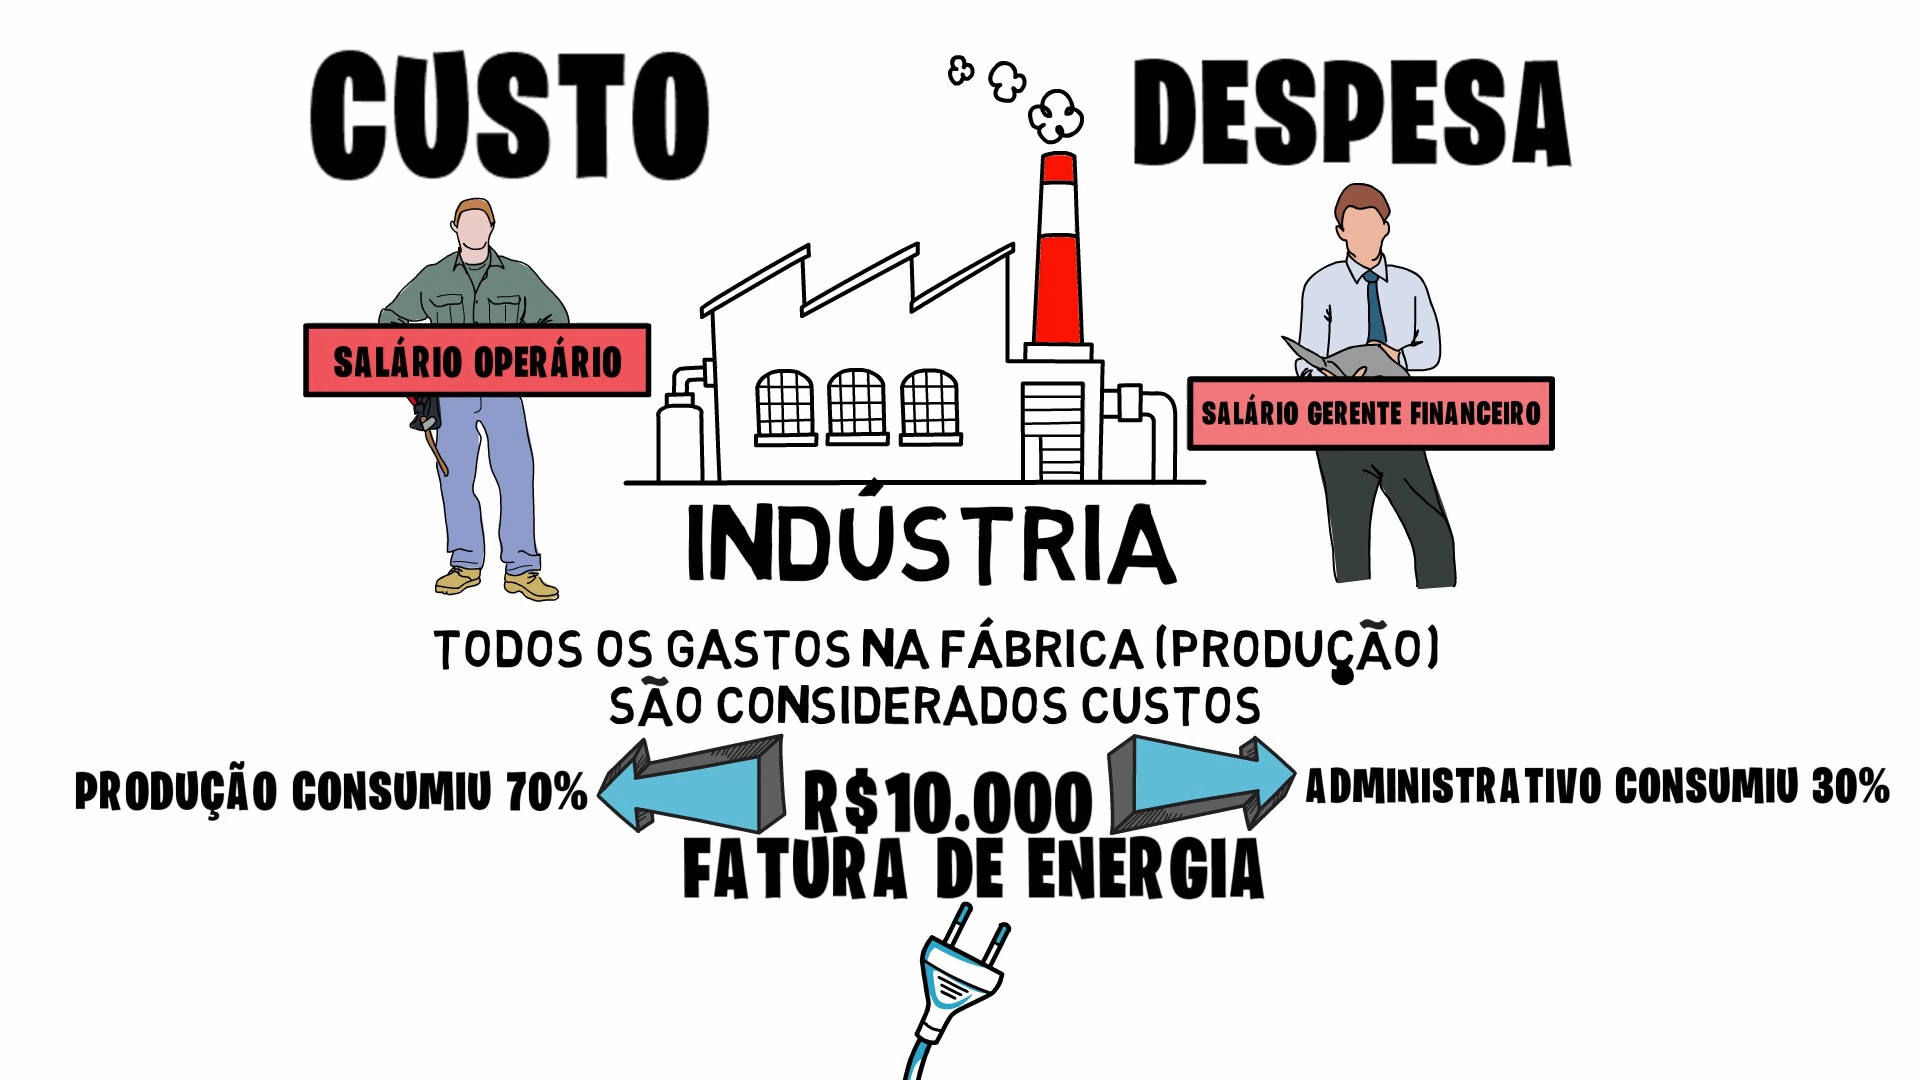 CUSTO
DESPESA
SALÁRIO OPERÁRIO
SALÁRIO GERENTE FINANCEIRO
INDÚSTRIA
TODOS OS GASTOS NA FÁBRICA (PRODUÇÃO)
SÃO CONSIDERADOS CUSTOS
PRODUÇÃO CONSUMIU 70%
R$10.000
ADMINISTRATIVO CONSUMIU 30%
FATURA DE ENERGIA